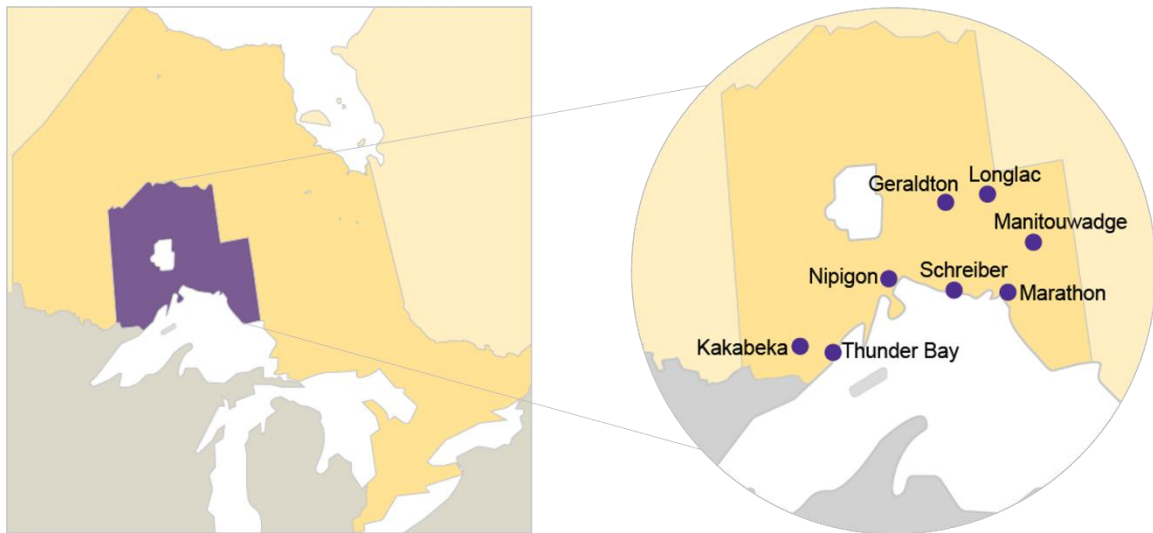 Longlac
Geraldton
Manitouwadge
Schreiber
Nipigon
Marathon
Kakabeka
Thunder Bay